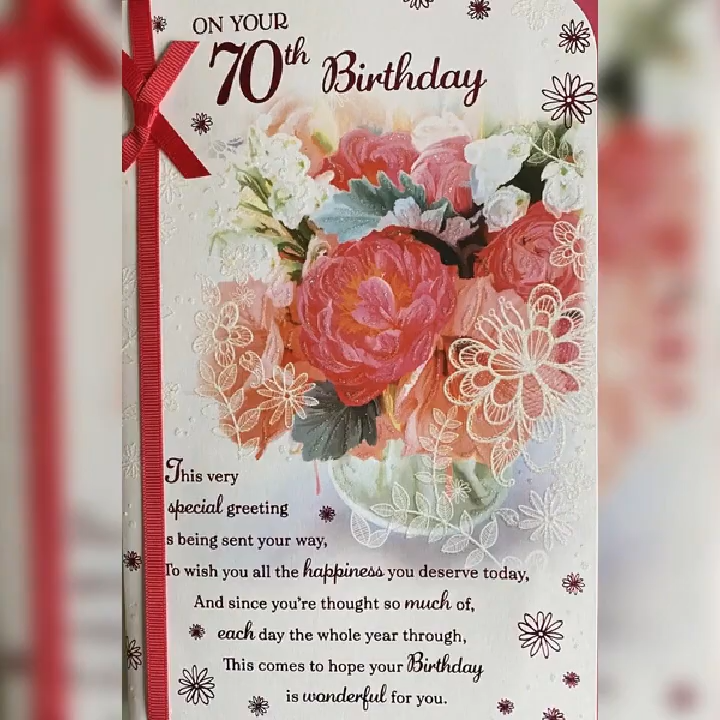 ON YOUR
70th Birthday
This very
special greeting
s being sent your way,
To wish you all the happiness you deserve today,
And since you're thought so much of,
each day the whole year through,
This comes to hope your Birthday
is wonderful for you.